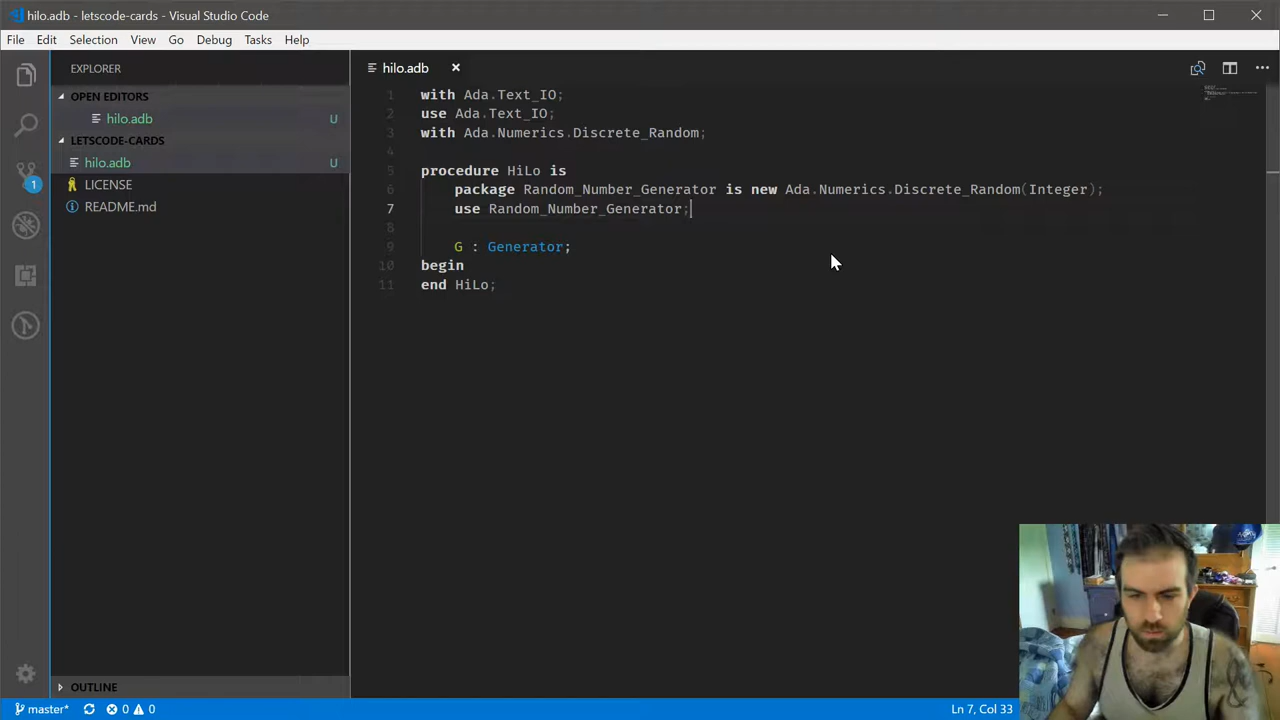 hilo.adb - letscode-cards - Visual Studio Code
File Edit Selection View Go Debug Tasks Help
EXPLORER
OPEN EDITORS
hilo.adb U
LETSCODE-CARDS
hilo.adb U
LICENSE
README.md
OUTLINE
1
hilo.adb
1 with Ada.Text_IO;
2 use Ada.Text_IO;
3 with Ada.Numerics.Discrete_Random;
4
5 procedure HiLo is
6 package Random_Number_Generator is new Ada.Numerics.Discrete_Random(Integer);
7 use Random_Number_Generator;
8
9 G : Generator;
10 begin
11 end HiLo;
master* 0 0 Ln 7, Col 33